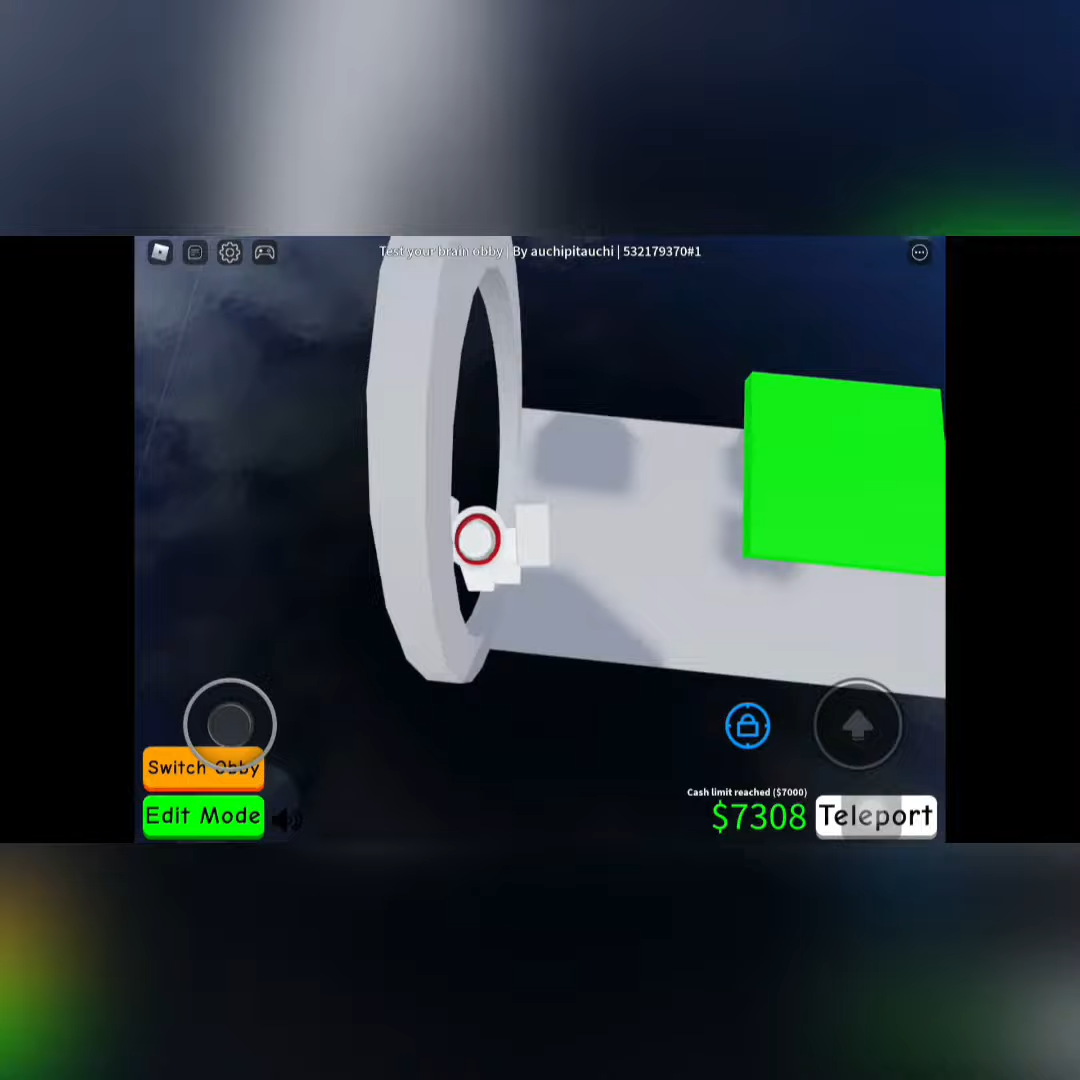 Test your brain obby | By auchipitauchi | 532179370#1
Switch Obby
Edit Mode
Cash limit reached ($7000)
$7308
Teleport